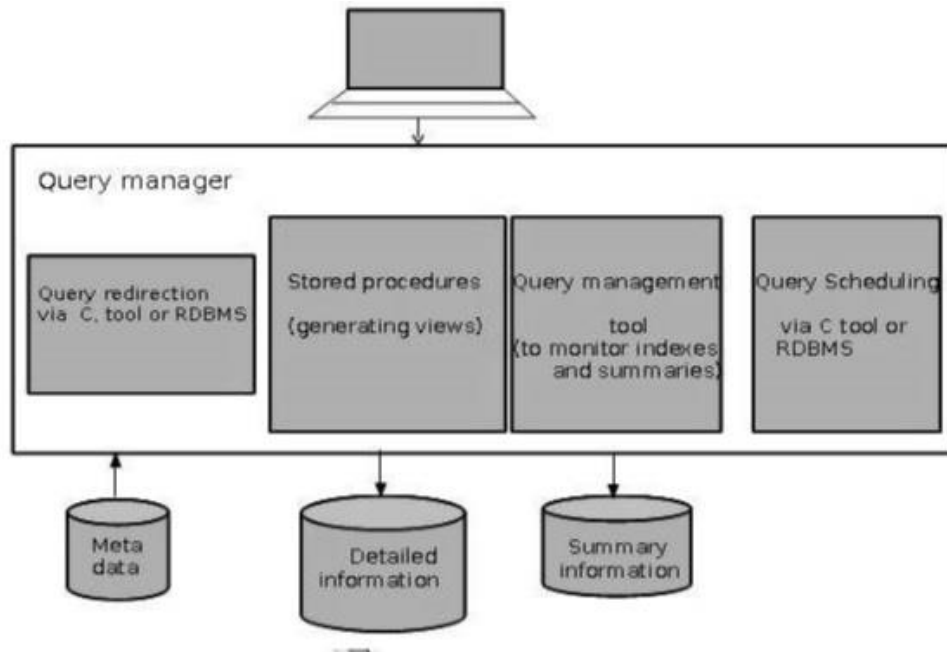 Query manager
Query redirection
via C, tool or RDBMS
Stored procedures
(generating views)
Query management
tool
(to monitor indexes
and summaries)
Query Scheduling
via C tool or
RDBMS
Meta
data
Detailed
information
Summary
information